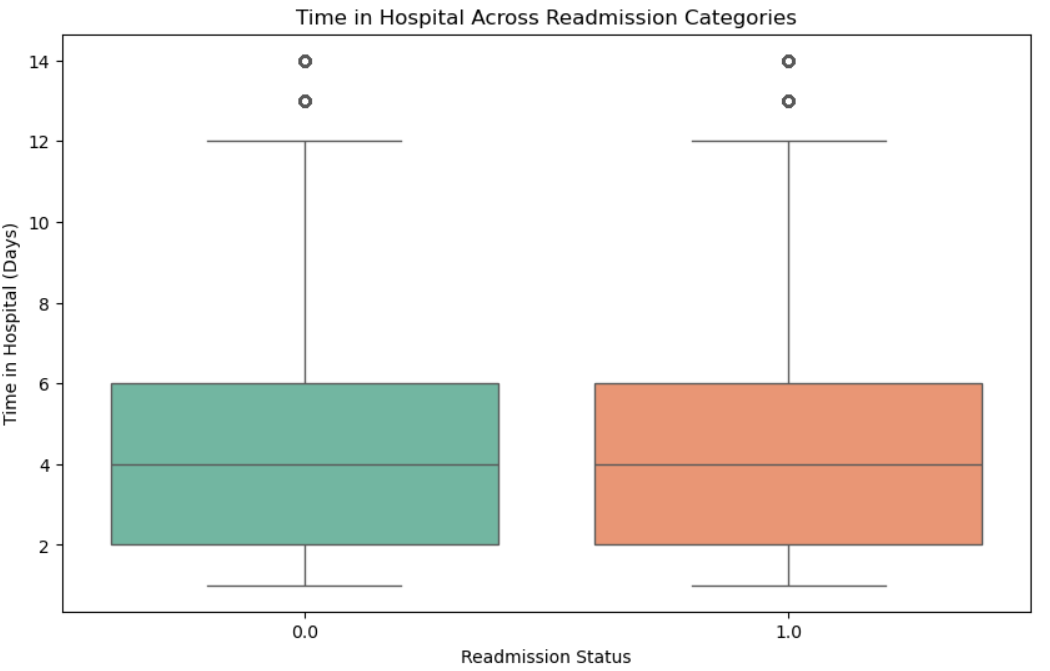 Time in Hospital Across Readmission Categories
Time in Hospital (Days)
14
12
10
8
6
4
2
0.0 1.0
Readmission Status